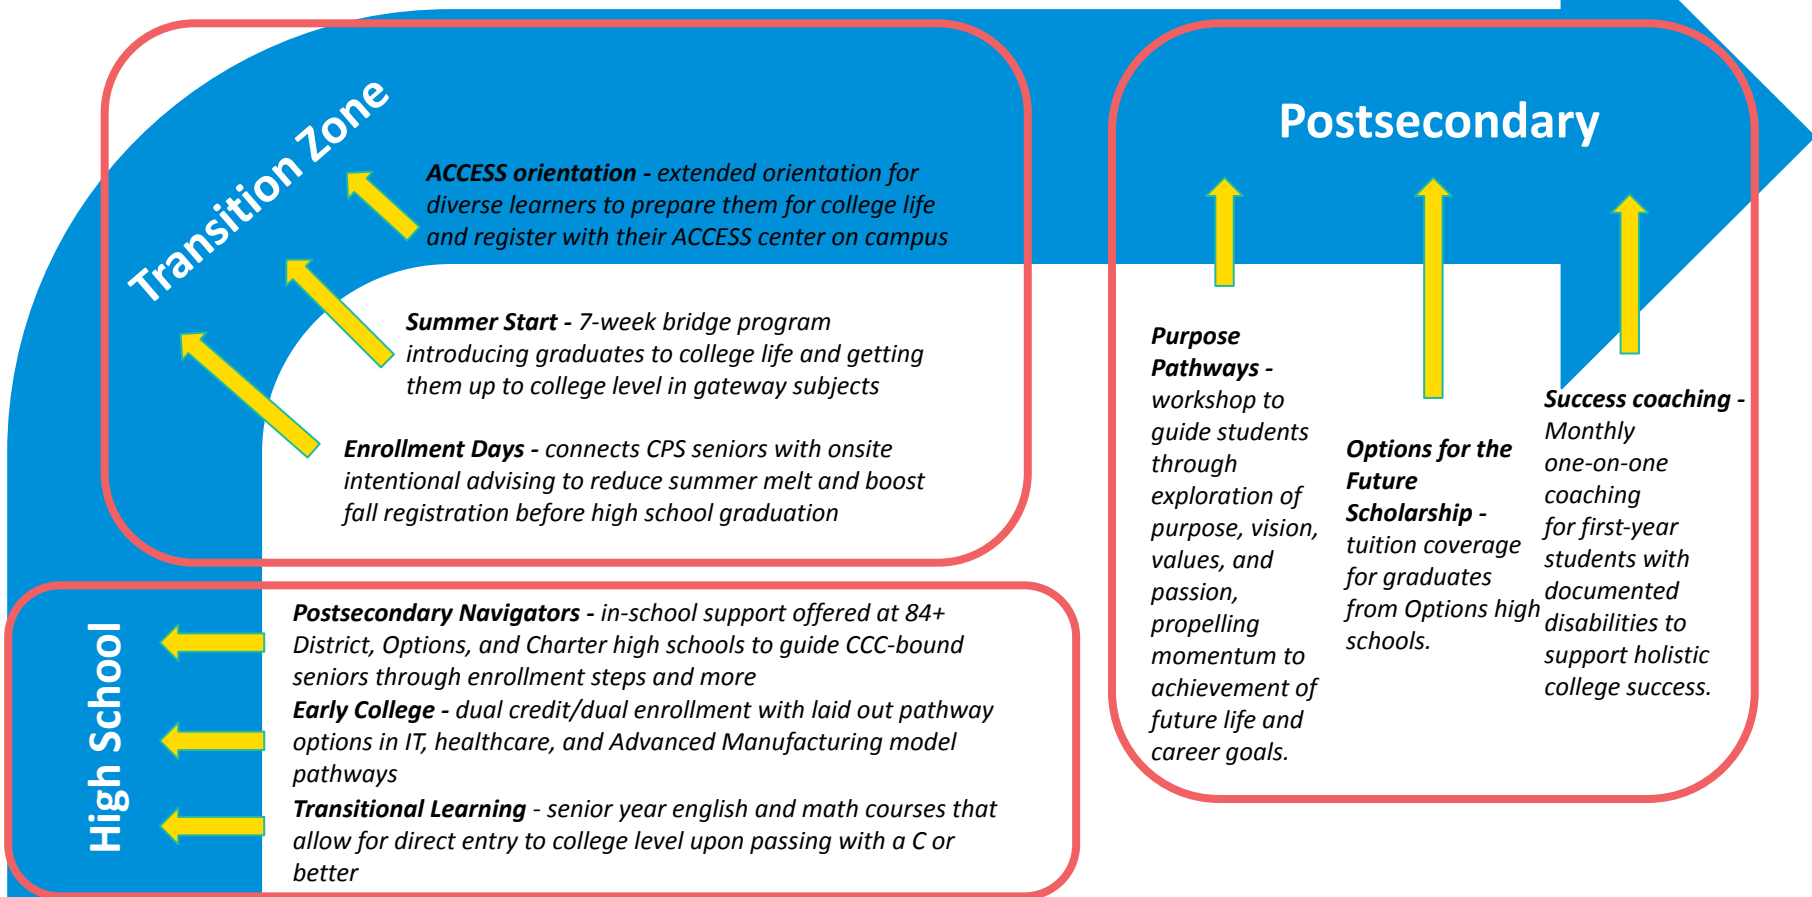 Transition Zone
ACCESS orientation - extended orientation for
diverse learners to prepare them for college life
and register with their ACCESS center on campus
Summer Start - 7-week bridge program
introducing graduates to college life and getting
them up to college level in gateway subjects
Enrollment Days - connects CPS seniors with onsite
intentional advising to reduce summer melt and boost
fall registration before high school graduation
High School
Postsecondary Navigators - in-school support offered at 84+
District, Options, and Charter high schools to guide CCC-bound
seniors through enrollment steps and more
Early College - dual credit/dual enrollment with laid out pathway
options in IT, healthcare, and Advanced Manufacturing model
pathways
Transitional Learning - senior year english and math courses that
allow for direct entry to college level upon passing with a C or
better
Postsecondary
Purpose
Pathways -
workshop to
guide students
through
exploration of
purpose, vision,
values, and
passion,
propelling
momentum to
achievement of
future life and
career goals.
Options for the
Future
Scholarship -
tuition coverage
for graduates
from Options high
schools.
Success coaching -
Monthly
one-on-one
coaching
for first-year
students with
documented
disabilities to
support holistic
college success.